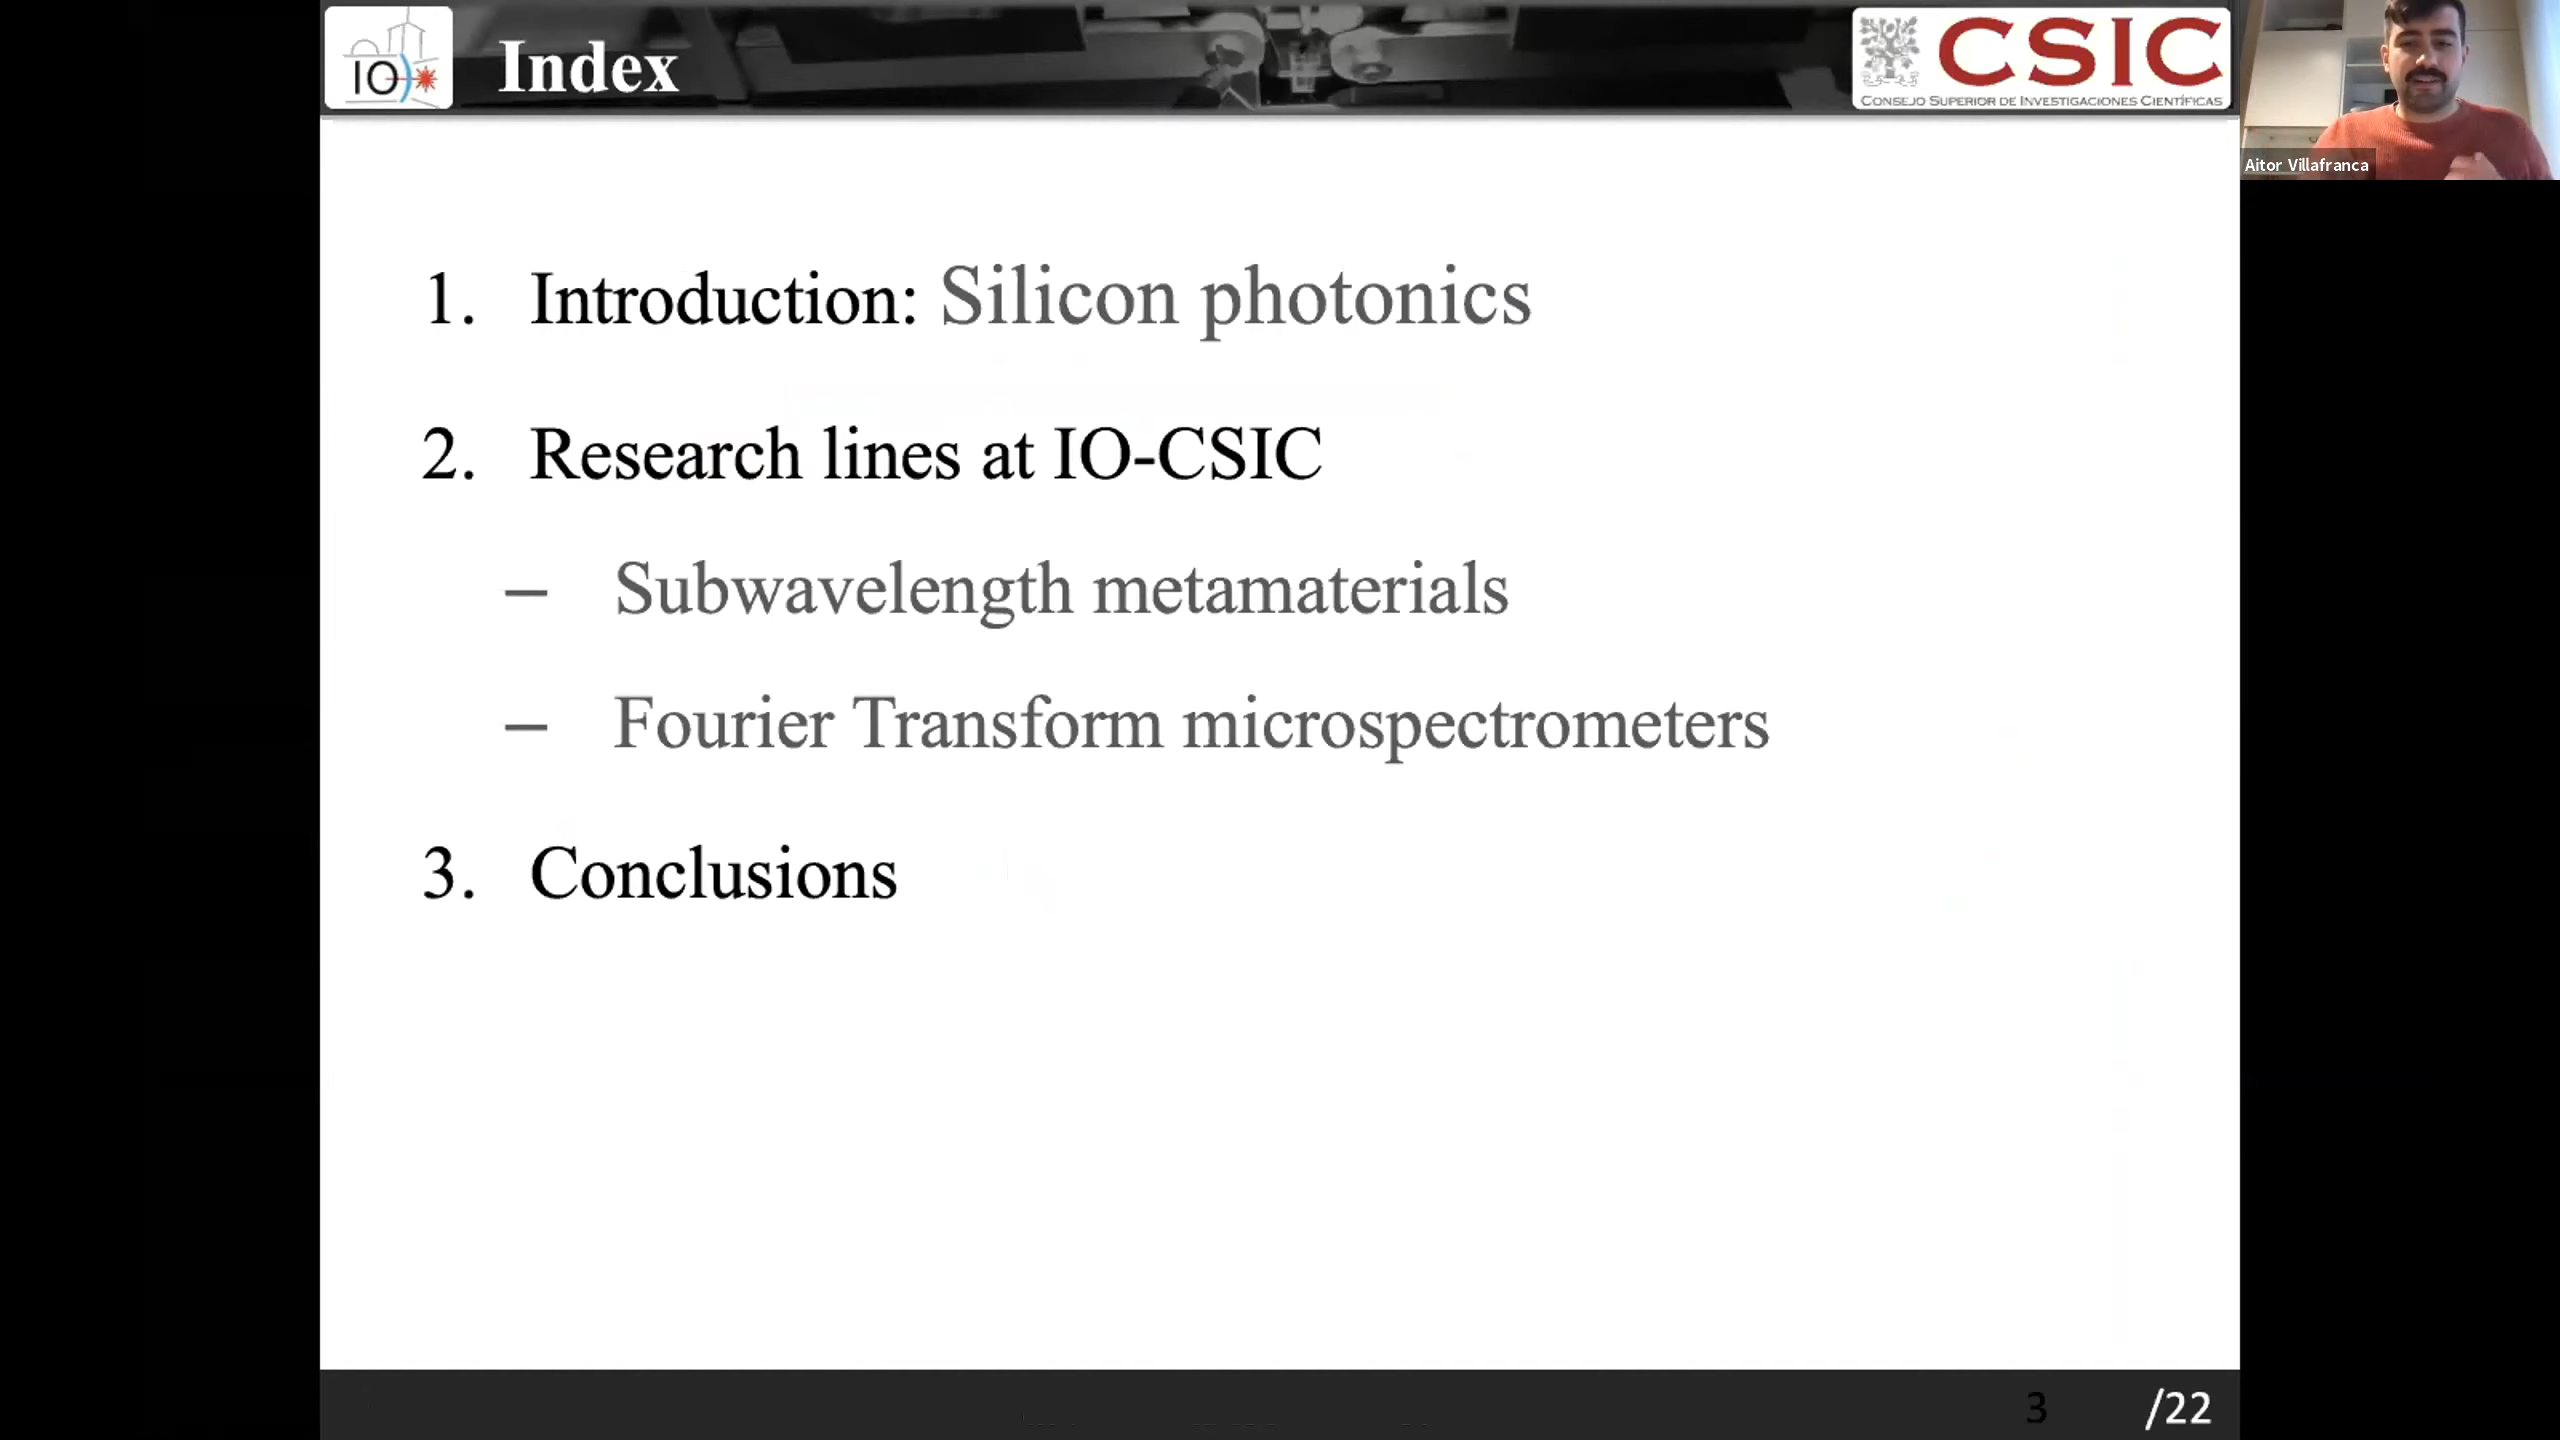 IO
Index
CSIC
CONSEJO SUPERIOR DE INVESTIGACIONES CIENTÍFICAS
Aitor Villafranca
1. Introduction: Silicon photonics
2. Research lines at IO-CSIC
– Subwavelength metamaterials
– Fourier Transform microspectrometers
3. Conclusions
3 /22